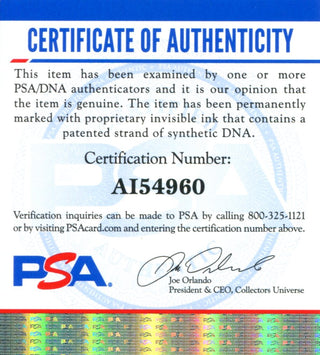 CERTIFICATE OF AUTHENTICITY
This item has been examined by one or more
PSA/DNA authenticators and it is our opinion that
the item is genuine. The item has been permanently
marked with proprietary invisible ink that contains a
patented strand of synthetic DNA.
Certification Number:
AI54960
Verification inquiries can be made to PSA by calling 800-325-1121
or by visiting PSAcard.com and entering the certification number above.
PSA
Joe Orlando
President & CEO, Collectors Universe